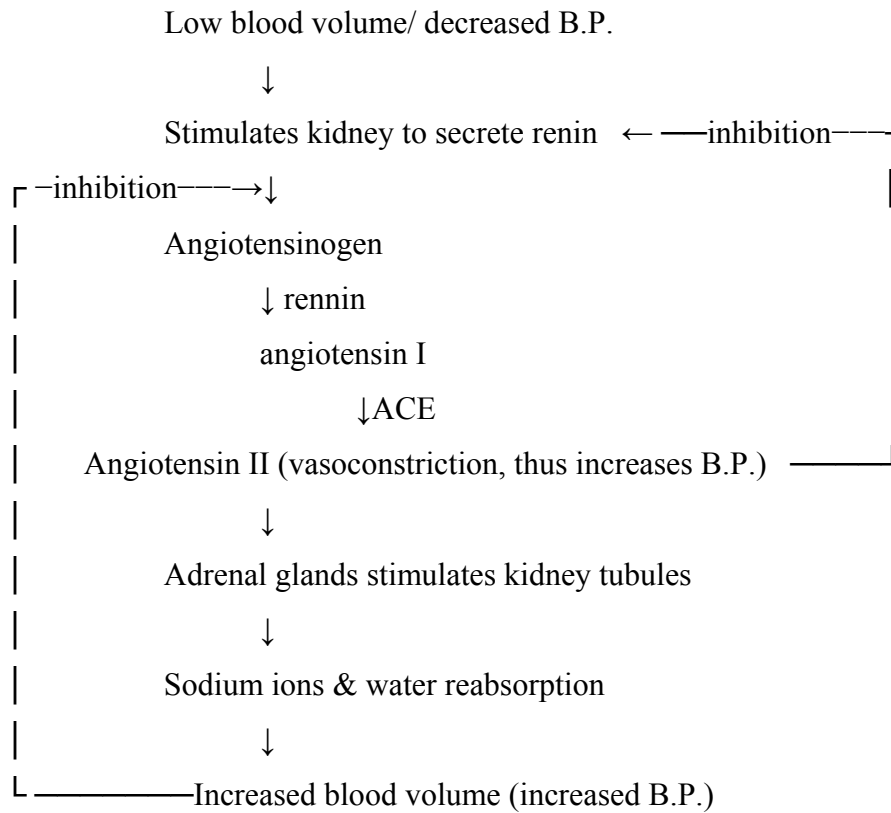 Low blood volume/ decreased B.P.
↓
Stimulates kidney to secrete renin ← —–inhibition−−−
−inhibition−−−→↓
Angiotensinogen
↓ rennin
angiotensin I
↓ACE
Angiotensin II (vasoconstriction, thus increases B.P.)
↓
Adrenal glands stimulates kidney tubules
↓
Sodium ions & water reabsorption
↓
Increased blood volume (increased B.P.)